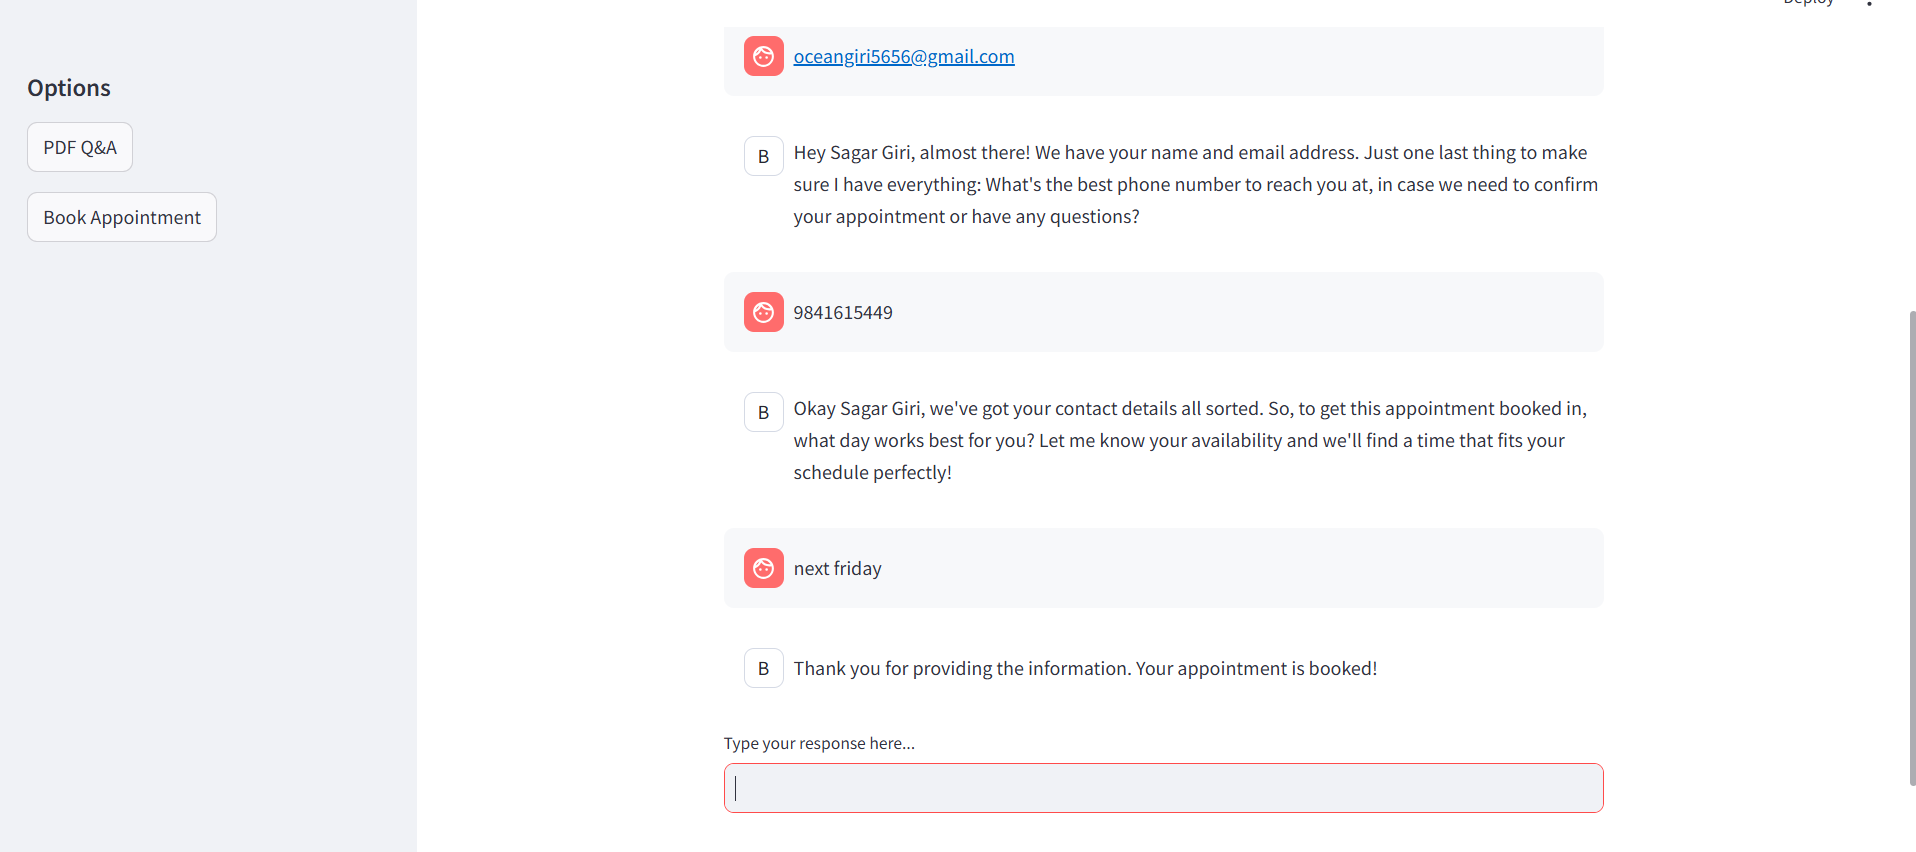 Deploy
Options
PDF Q&A
Book Appointment
oceangiri5656@gmail.com
B
Hey Sagar Giri, almost there! We have your name and email address. Just one last thing to make
sure I have everything: What's the best phone number to reach you at, in case we need to confirm
your appointment or have any questions?
9841615449
B
Okay Sagar Giri, we've got your contact details all sorted. So, to get this appointment booked in,
what day works best for you? Let me know your availability and we'll find a time that fits your
schedule perfectly!
next friday
B
Thank you for providing the information. Your appointment is booked!
Type your response here...